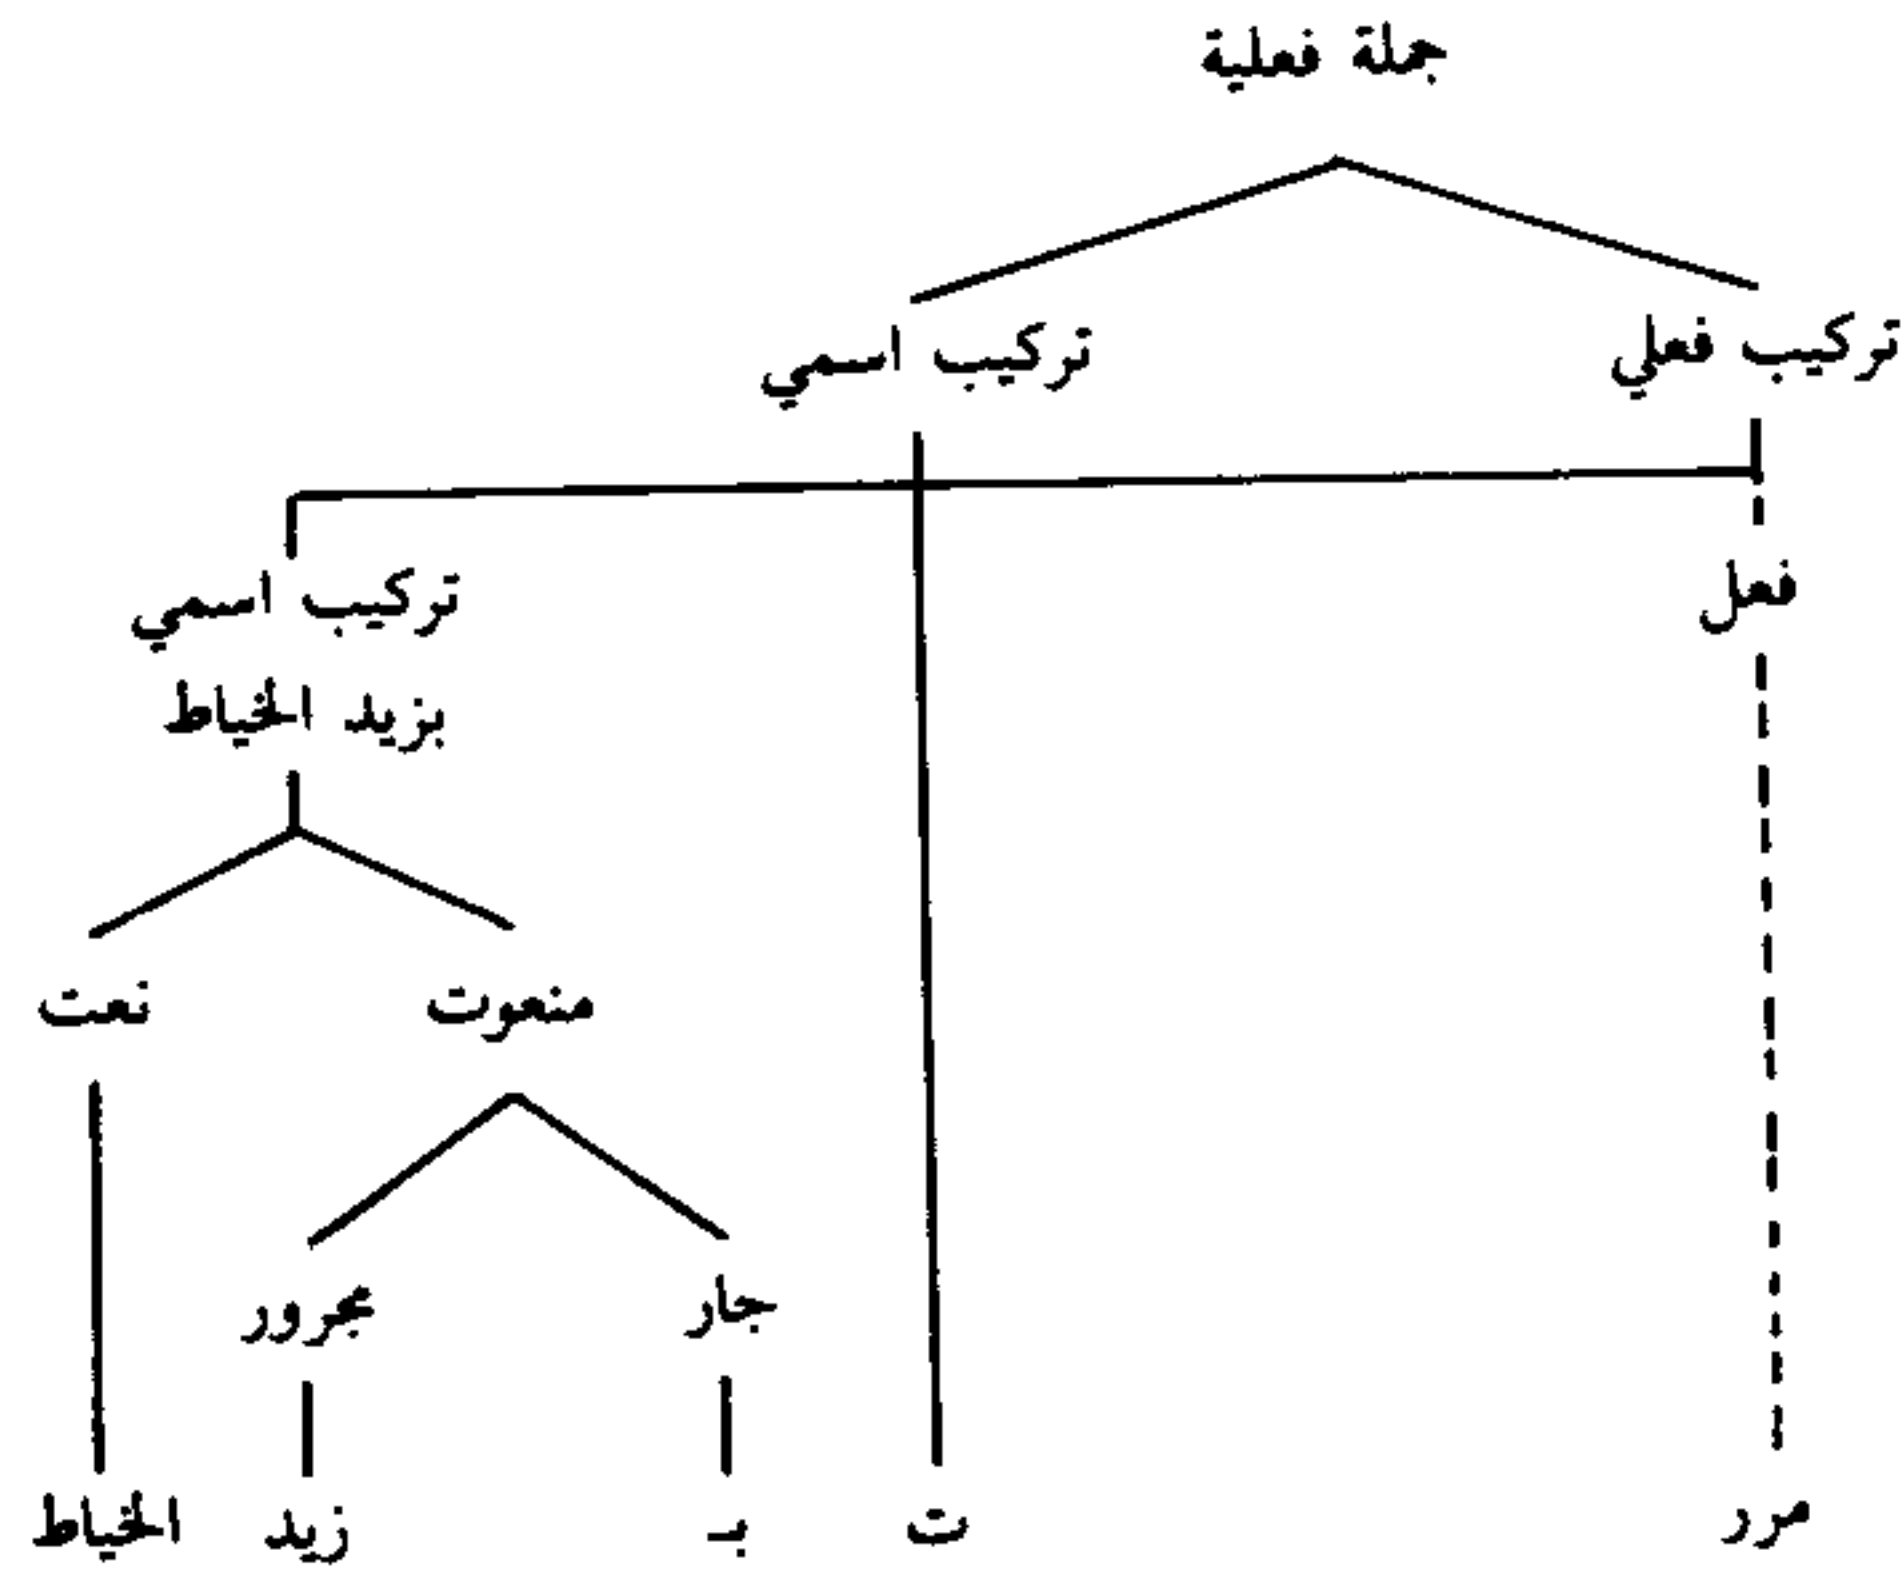 جملة فعلية
تركيب فعلي تركيب اسمي
فعل تركيب اسمي
بزيد الخياط
منعوت نعت
جار مجرور
مرر ت بـ زيد الخياط